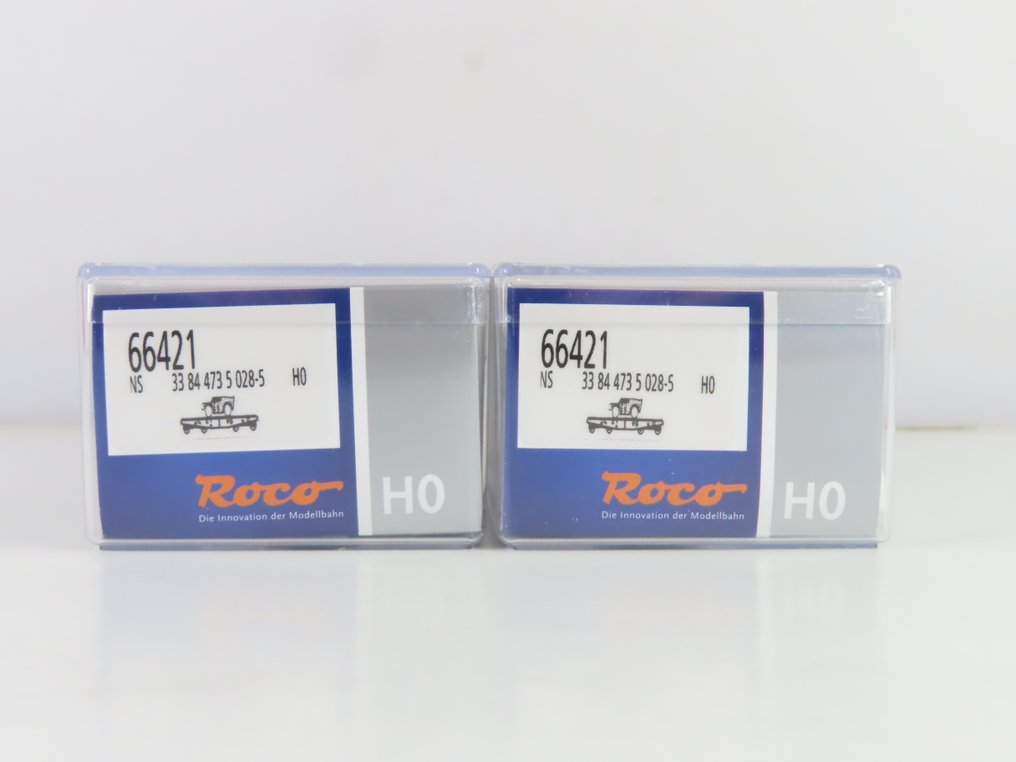 66421
NS 33 84 473 5 028-5 H0
Roco
Die Innovation der Modellbahn
H0
66421
NS 33 84 473 5 028-5 H0
Roco
Die Innovation der Modellbahn
H0